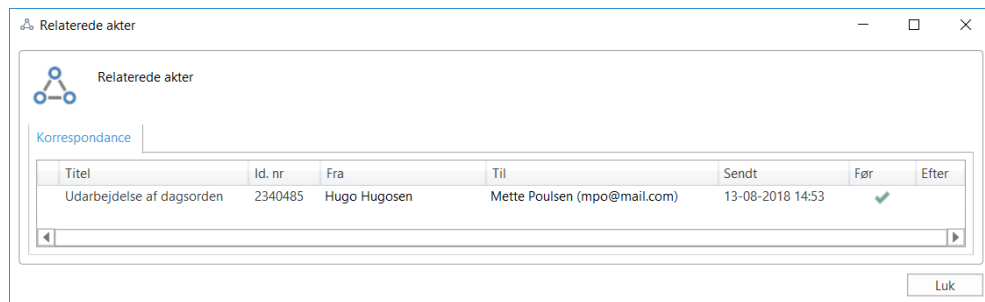 Relaterede akter
Relaterede akter
Korrespondance
Titel Id. nr Fra Til Sendt Før Efter
Udarbejdelse af dagsorden 2340485 Hugo Hugosen Mette Poulsen (mpo@mail.com) 13-08-2018 14:53
Luk